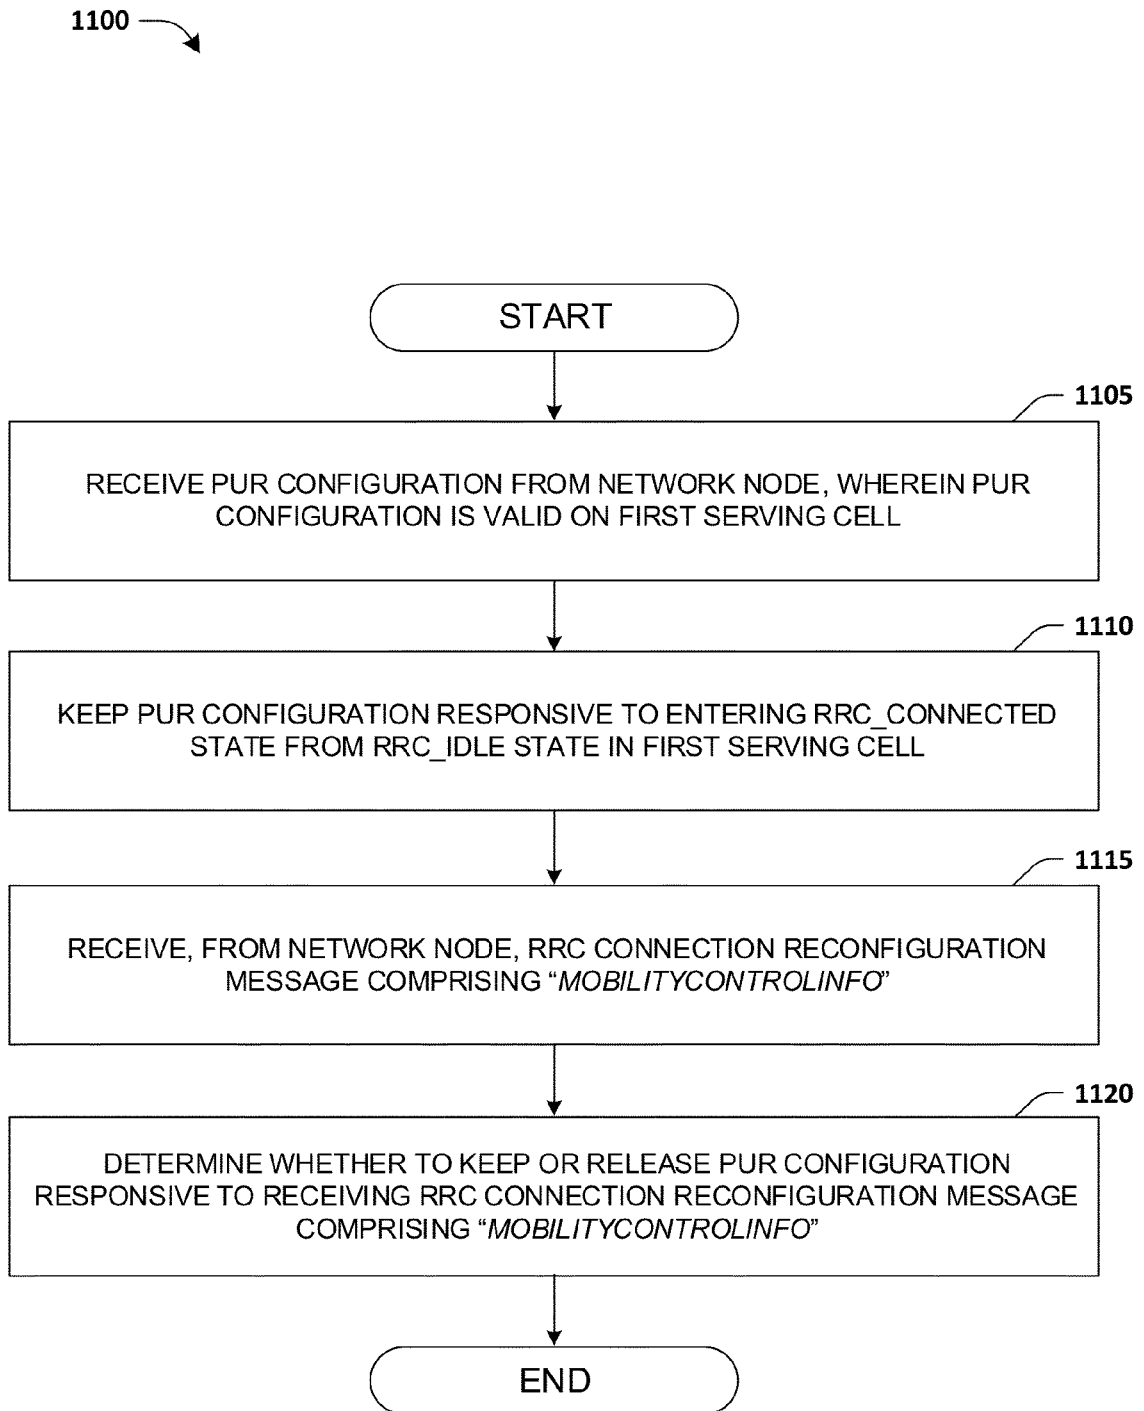 1100
START
1105
RECEIVE PUR CONFIGURATION FROM NETWORK NODE, WHEREIN PUR
CONFIGURATION IS VALID ON FIRST SERVING CELL
1110
KEEP PUR CONFIGURATION RESPONSIVE TO ENTERING RRC_CONNECTED
STATE FROM RRC_IDLE STATE IN FIRST SERVING CELL
1115
RECEIVE, FROM NETWORK NODE, RRC CONNECTION RECONFIGURATION
MESSAGE COMPRISING “MOBILITYCONTROLINFO”
1120
DETERMINE WHETHER TO KEEP OR RELEASE PUR CONFIGURATION
RESPONSIVE TO RECEIVING RRC CONNECTION RECONFIGURATION MESSAGE
COMPRISING “MOBILITYCONTROLINFO”
END